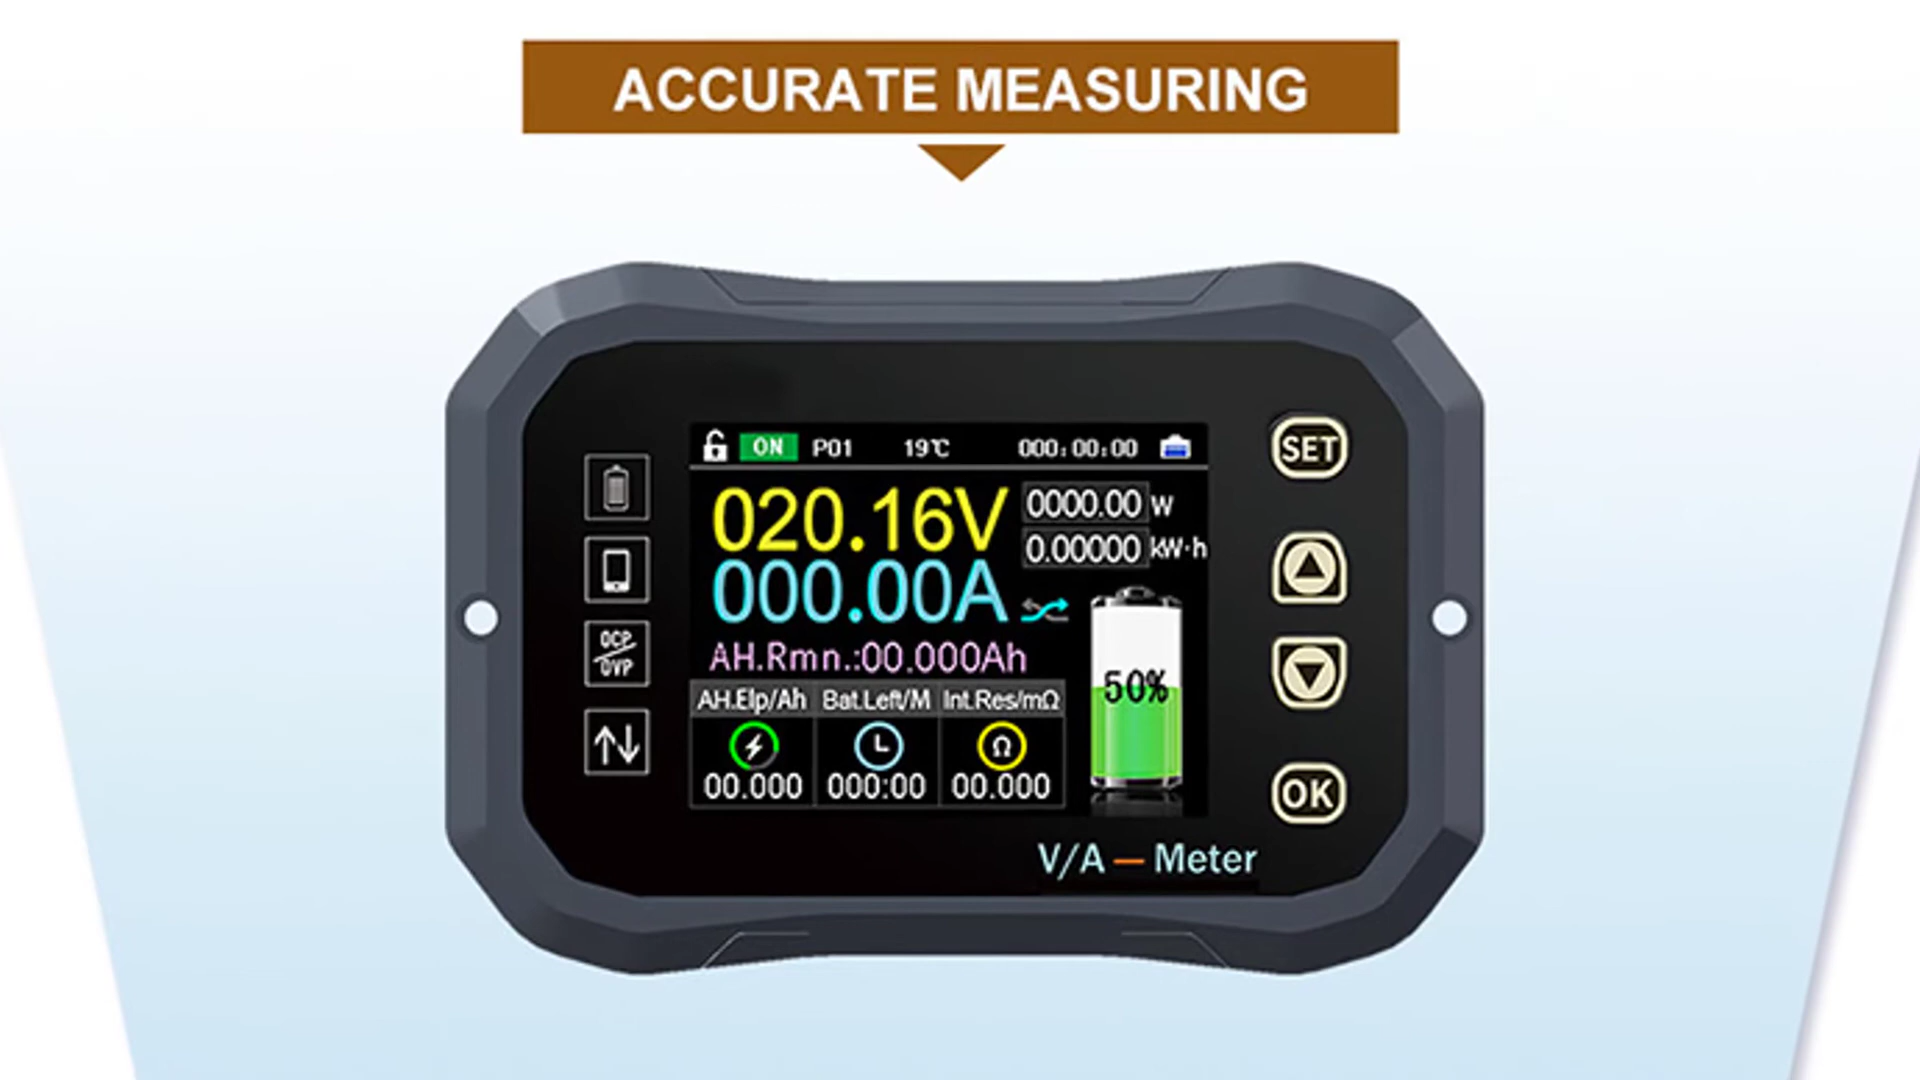 ACCURATE MEASURING
ON P01 19℃ 000:00:00
SET
020.16V
0000.00 W
0.00000 kW·h
000.00A
OCP/OVP
AH.Rmn.:00.000Ah
50%
AH.Elp/Ah Bat.Left/M Int.Res/mΩ
Ω
00.000 000:00 00.000
OK
V/A — Meter